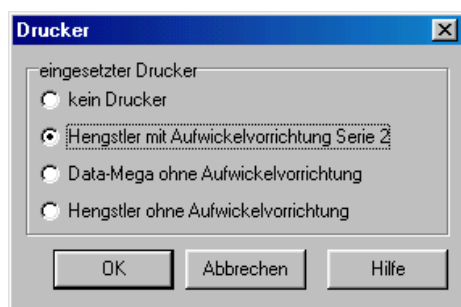 Drucker
eingesetzter Drucker
kein Drucker
Hengstler mit Aufwickelvorrichtung Serie 2
Data-Mega ohne Aufwickelvorrichtung
Hengstler ohne Aufwickelvorrichtung
OK Abbrechen Hilfe